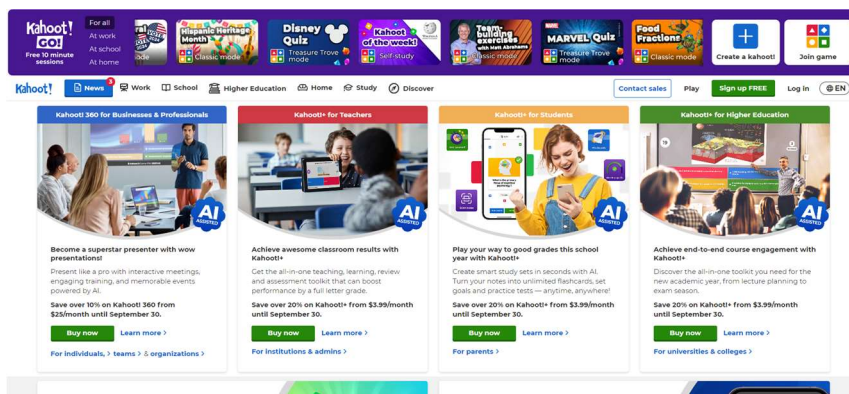 Kahoot!
GO!
Free 10 minute
sessions
For all
At work
At school
At home
VOTE
2024
Hispanic Heritage
Month
Classic mode
Disney
Quiz
Treasure Trove
mode
Kahoot!
of the week!
Self-study
Team-
building
exercises
with Matt Abrahams
Classic mode
MARVEL Quiz
Treasure Trove
mode
Food
Fractions
Classic mode
Create a kahoot!
Join game
Kahoot!
News
3
Work
School
Higher Education
Home
Study
Discover
Contact sales
Play
Sign up FREE
Log in
EN
Kahoot! 360 for Businesses & Professionals
AI
ASSISTED
Become a superstar presenter with wow
presentations!
Present like a pro with interactive meetings,
engaging training, and memorable events
powered by AI.
Save over 10% on Kahoot! 360 from
$25/month until September 30.
Buy now
Learn more >
For individuals, > teams > & organizations >
Kahoot!+ for Teachers
AI
ASSISTED
Achieve awesome classroom results with
Kahoot!+
Get the all-in-one teaching, learning, review
and assessment toolkit that can boost
performance by a full letter grade.
Save over 20% on Kahoot!+ from $3.99/month
until September 30.
Buy now
Learn more >
For institutions & admins >
Kahoot!+ for Students
AI
ASSISTED
Play your way to good grades this school
year with Kahoot!+
Create smart study sets in seconds with AI.
Turn your notes into unlimited flashcards, set
goals and practice tests — anytime, anywhere!
Save over 20% on Kahoot!+ from $3.99/month
until September 30.
Buy now
Learn more >
For parents >
Kahoot!+ for Higher Education
AI
ASSISTED
Achieve end-to-end course engagement with
Kahoot!+
Discover the all-in-one toolkit you need for the
new academic year, from lecture planning to
exam season.
Save 20% on Kahoot!+ from $3.99/month
until September 30.
Buy now
Learn more >
For universities & colleges >